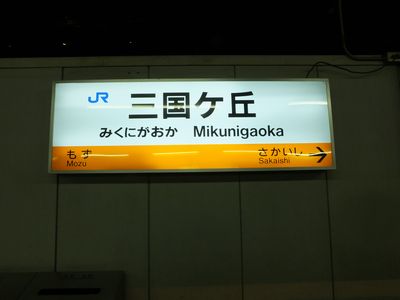 JR 三国ケ丘
みくにがおか Mikunigaoka
もず さかいし
Mozu Sakaishi